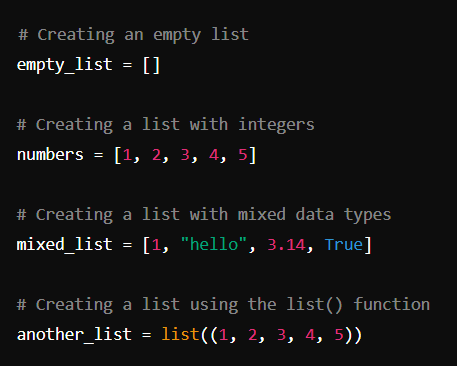 # Creating an empty list
empty_list = []
# Creating a list with integers
numbers = [1, 2, 3, 4, 5]
# Creating a list with mixed data types
mixed_list = [1, "hello", 3.14, True]
# Creating a list using the list() function
another_list = list((1, 2, 3, 4, 5))